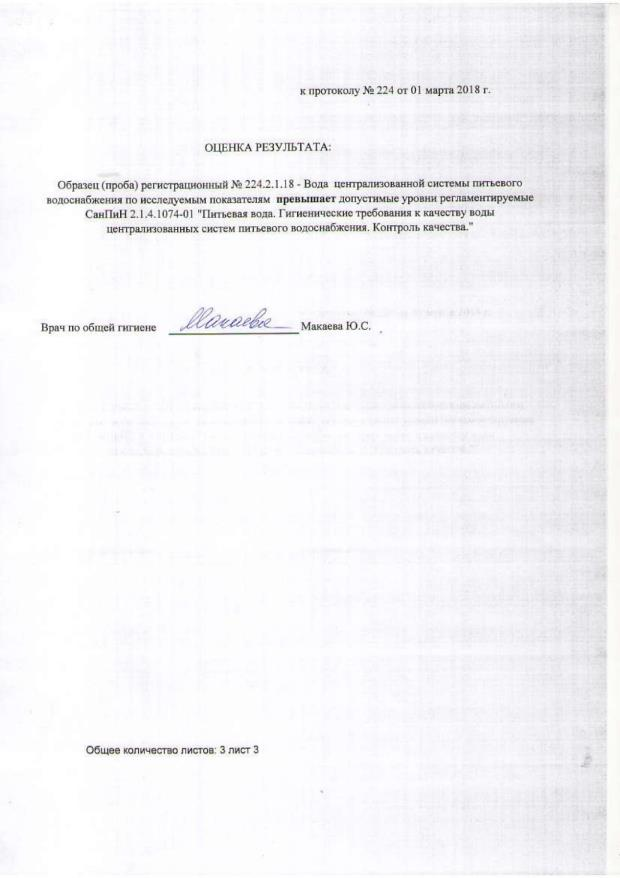 к протоколу № 224 от 01 марта 2018 г.
ОЦЕНКА РЕЗУЛЬТАТА:
Образец (проба) регистрационный № 224.2.1.18 - Вода централизованной системы питьевого
водоснабжения по исследуемым показателям превышает допустимые уровни регламентируемые
СанПиН 2.1.4.1074-01 "Питьевая вода. Гигиенические требования к качеству воды
централизованных систем питьевого водоснабжения. Контроль качества."
Врач по общей гигиене Макаева Макаева Ю.С.
Общее количество листов: 3 лист 3